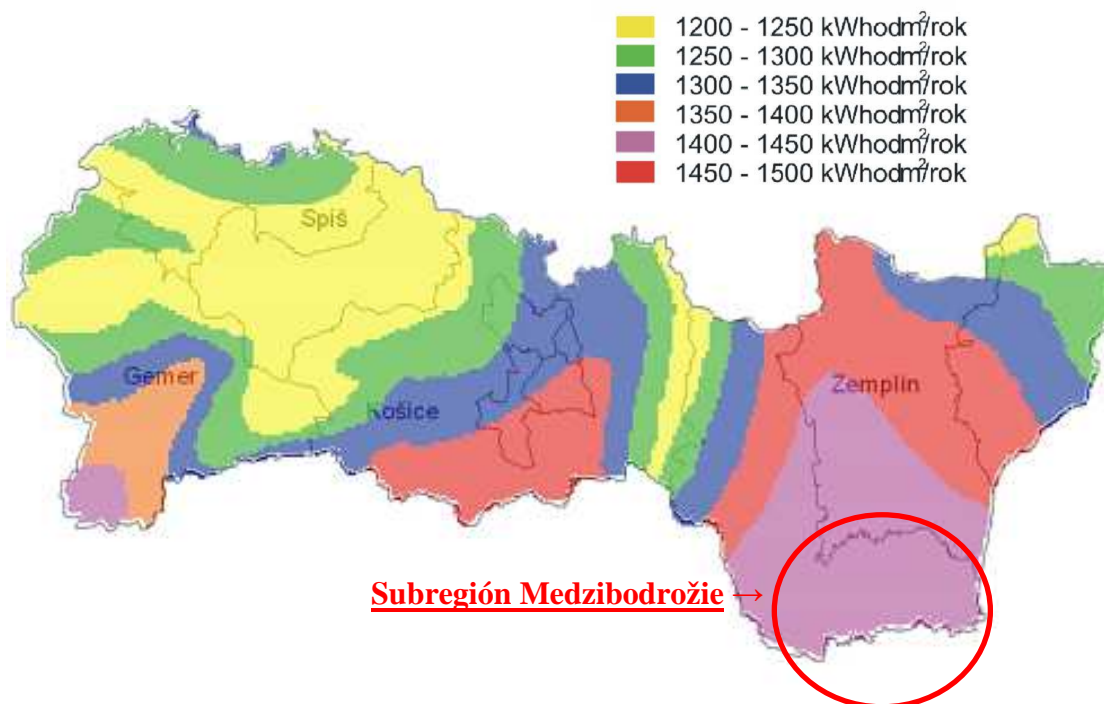 1200 - 1250 kWhodm²/rok
1250 - 1300 kWhodm²/rok
1300 - 1350 kWhodm²/rok
1350 - 1400 kWhodm²/rok
1400 - 1450 kWhodm²/rok
1450 - 1500 kWhodm²/rok
Spiš
Gemer
Košice
Zemplín
Subregión Medzibodrožie →